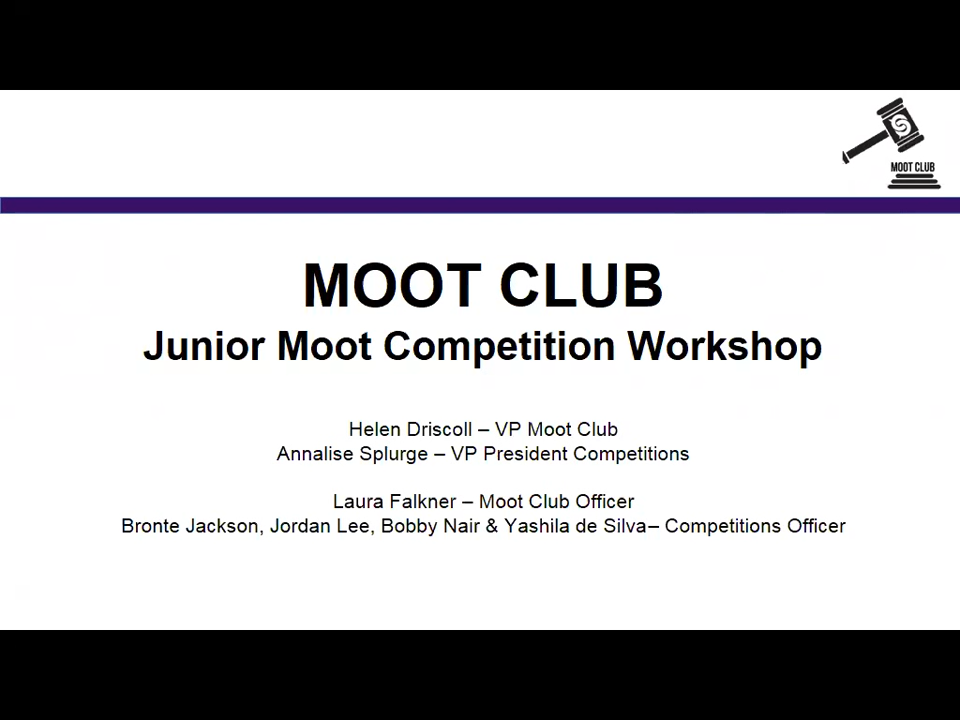 MOOT CLUB
MOOT CLUB
Junior Moot Competition Workshop
Helen Driscoll – VP Moot Club
Annalise Splurge – VP President Competitions
Laura Falkner – Moot Club Officer
Bronte Jackson, Jordan Lee, Bobby Nair & Yashila de Silva– Competitions Officer